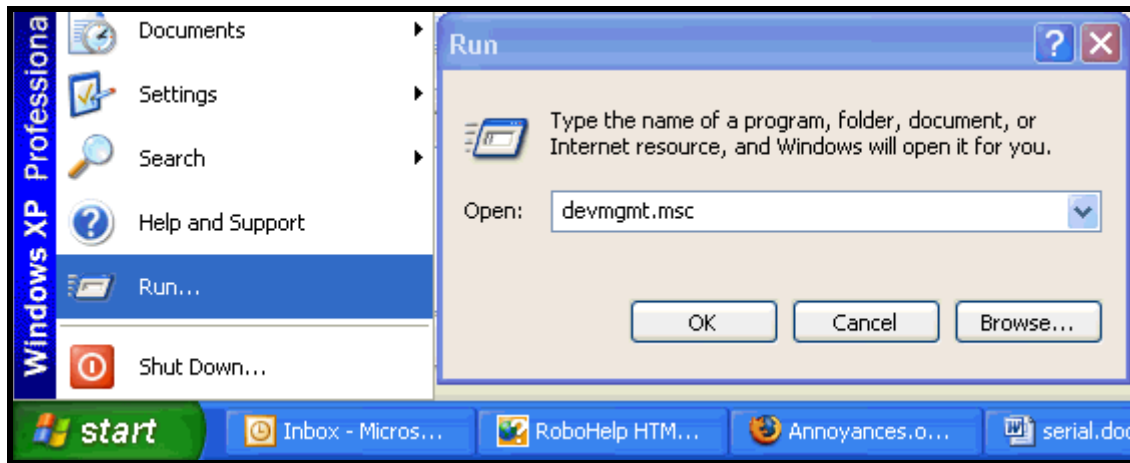 Windows XP Professiona
Documents
Settings
Search
Help and Support
Run...
Shut Down...
Run
Type the name of a program, folder, document, or
Internet resource, and Windows will open it for you.
Open:
devmgmt.msc
OK
Cancel
Browse...
start
Inbox - Micros...
RoboHelp HTM...
Annoyances.o...
serial.doc